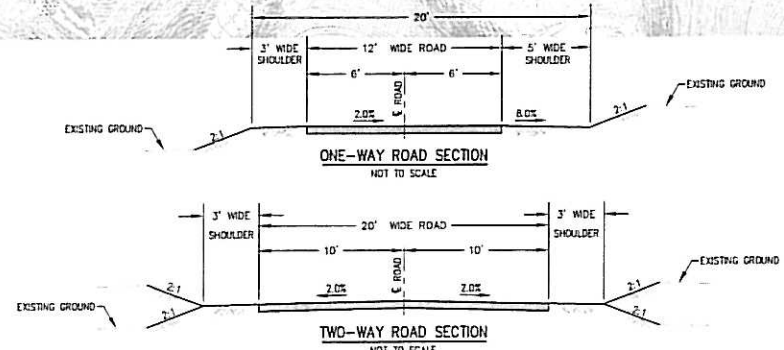 20'
3' WIDE
SHOULDER
12' WIDE ROAD
5' WIDE
SHOULDER
6'
6'
℄ ROAD
2.0%
8.0%
EXISTING GROUND
2:1
2:1
EXISTING GROUND
ONE-WAY ROAD SECTION
NOT TO SCALE
3' WIDE
SHOULDER
20' WIDE ROAD
3' WIDE
SHOULDER
10'
10'
℄ ROAD
2.0%
2.0%
2:1
2:1
EXISTING GROUND
2:1
2:1
EXISTING GROUND
TWO-WAY ROAD SECTION
NOT TO SCALE